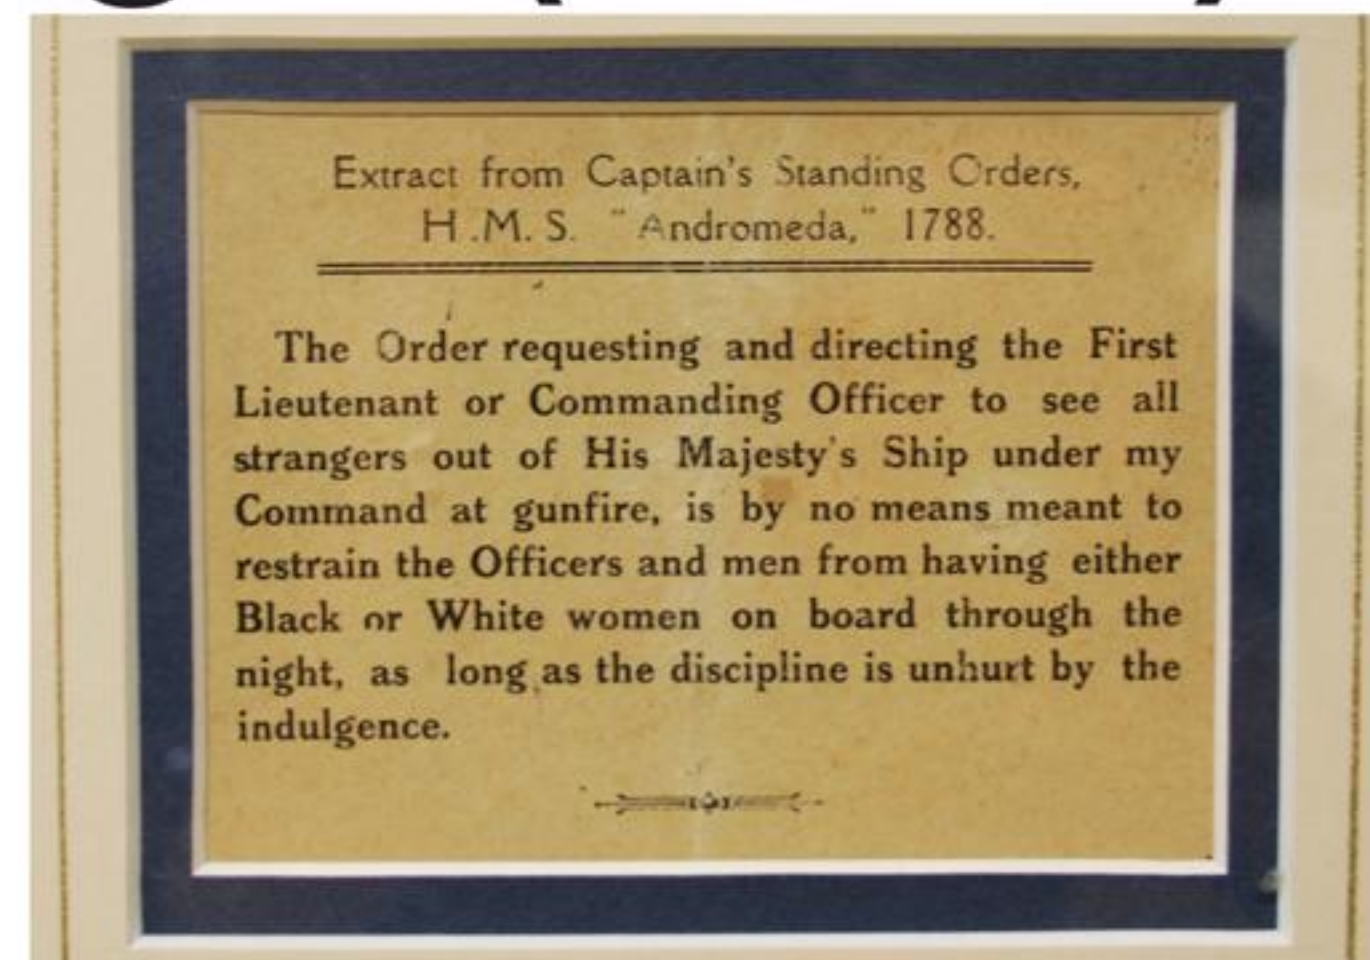 Extract from Captain's Standing Orders,
H.M.S. "Andromeda," 1788.
The Order requesting and directing the First
Lieutenant or Commanding Officer to see all
strangers out of His Majesty's Ship under my
Command at gunfire, is by no means meant to
restrain the Officers and men from having either
Black or White women on board through the
night, as long as the discipline is unhurt by the
indulgence.